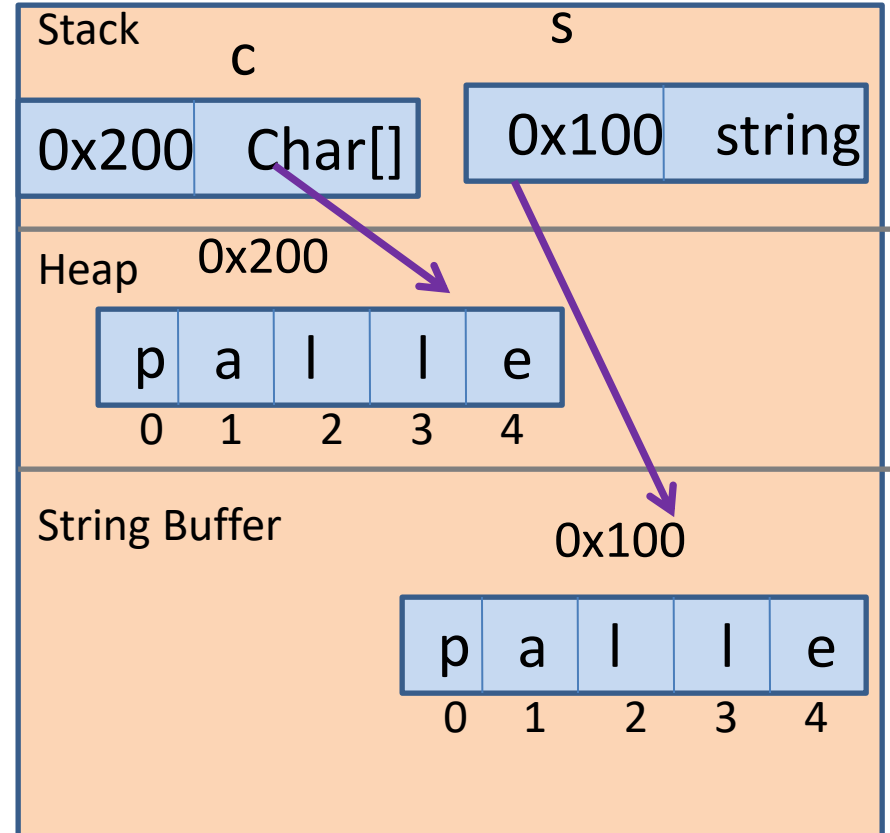 Stack
c
s
0x200 Char[]
0x100 string
Heap
0x200
p a l l e
0 1 2 3 4
String Buffer
0x100
p a l l e
0 1 2 3 4